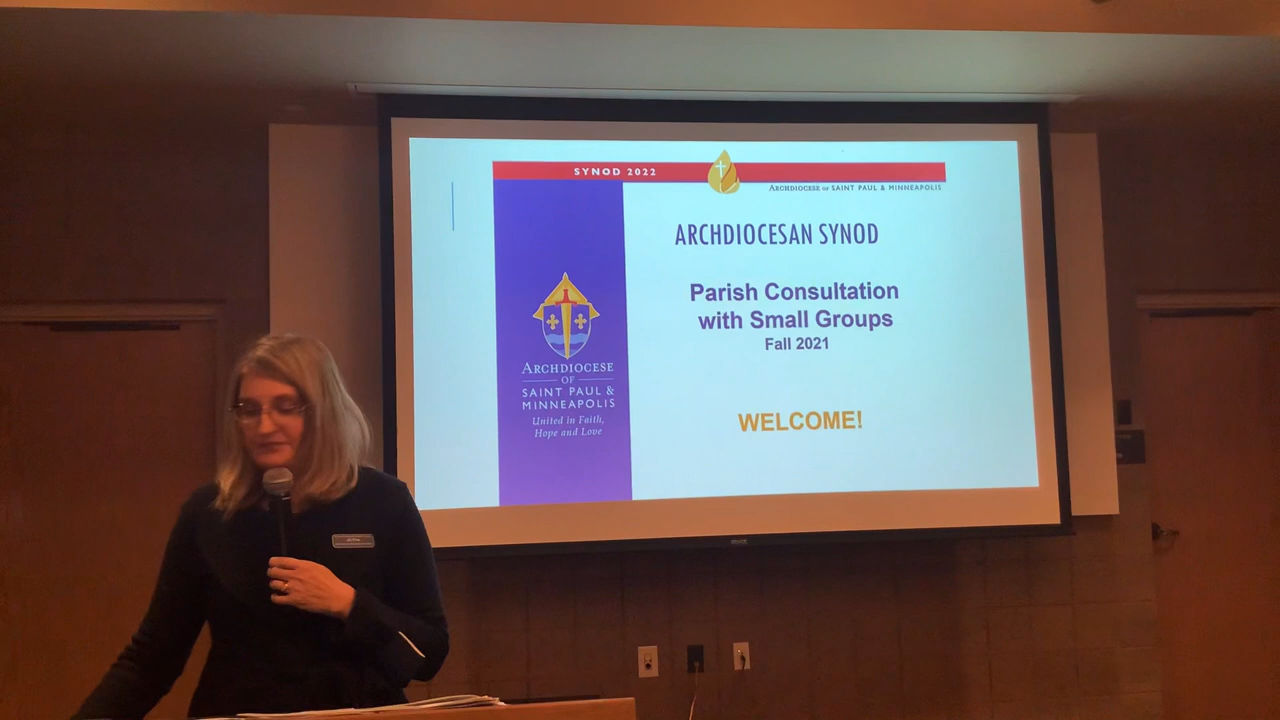 SYNOD 2022
ARCHDIOCESE OF SAINT PAUL & MINNEAPOLIS
ARCHDIOCESAN SYNOD
Parish Consultation
with Small Groups
Fall 2021
WELCOME!
ARCHDIOCESE
OF
SAINT PAUL &
MINNEAPOLIS
United in Faith,
Hope and Love